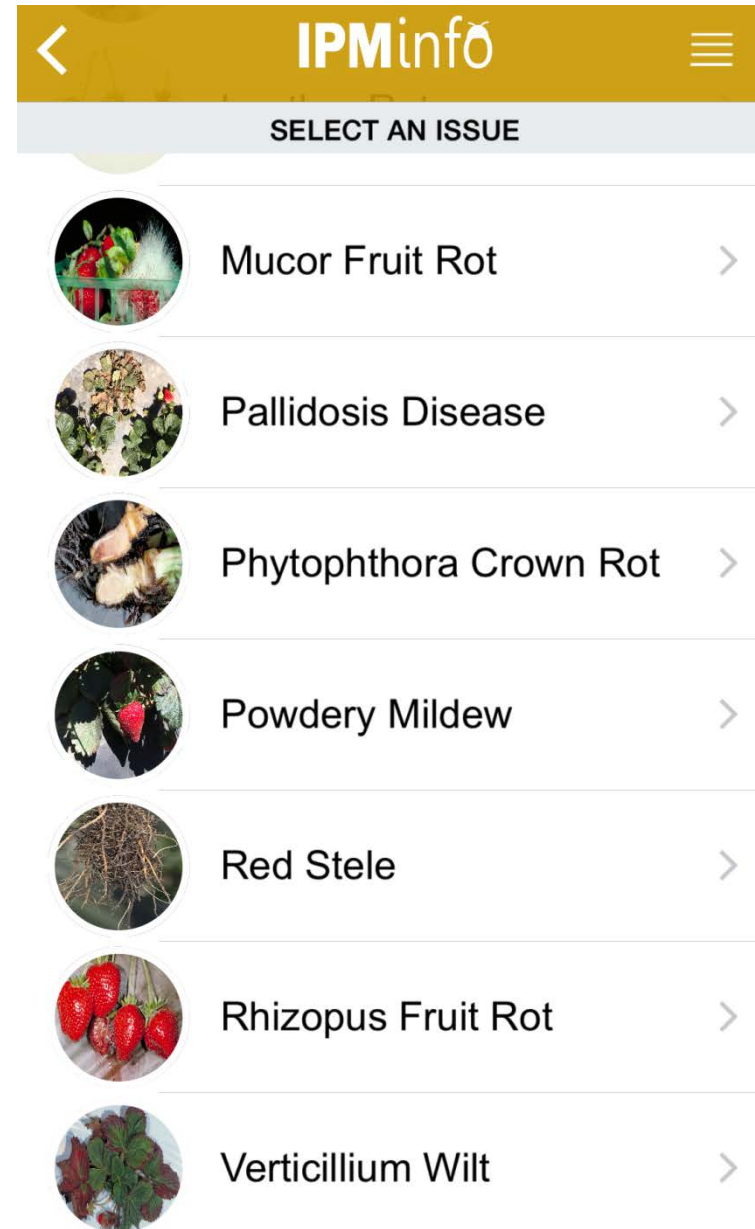 IPMinfo
SELECT AN ISSUE
Mucor Fruit Rot
Pallidosis Disease
Phytophthora Crown Rot
Powdery Mildew
Red Stele
Rhizopus Fruit Rot
Verticillium Wilt